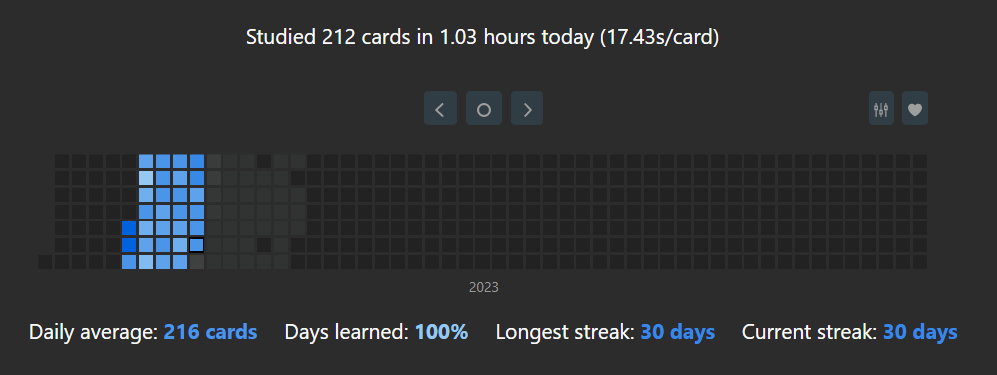 Studied 212 cards in 1.03 hours today (17.43s/card)
2023
Daily average: 216 cards Days learned: 100% Longest streak: 30 days Current streak: 30 days